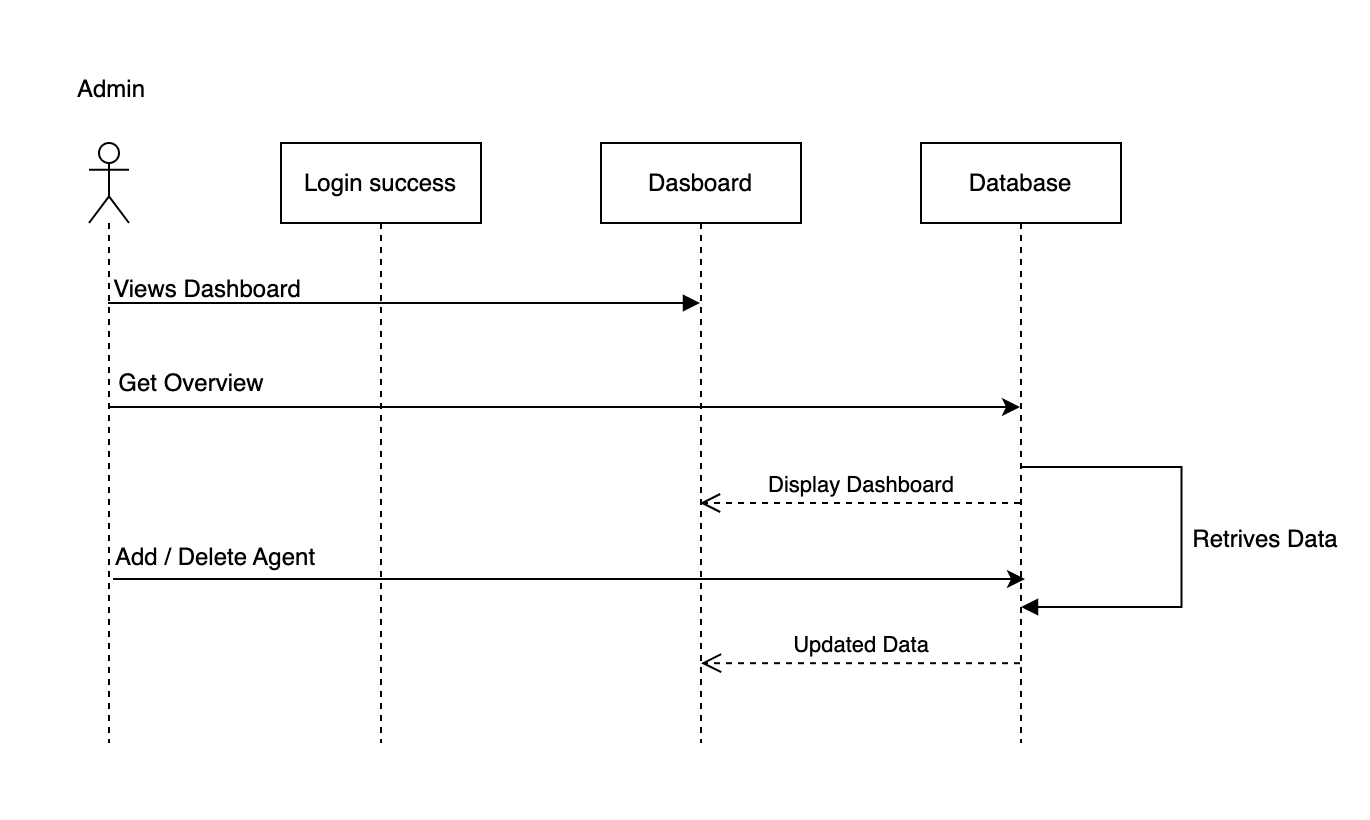 Admin
Login success
Dasboard
Database
Views Dashboard
Get Overview
Display Dashboard
Retrives Data
Add / Delete Agent
Updated Data